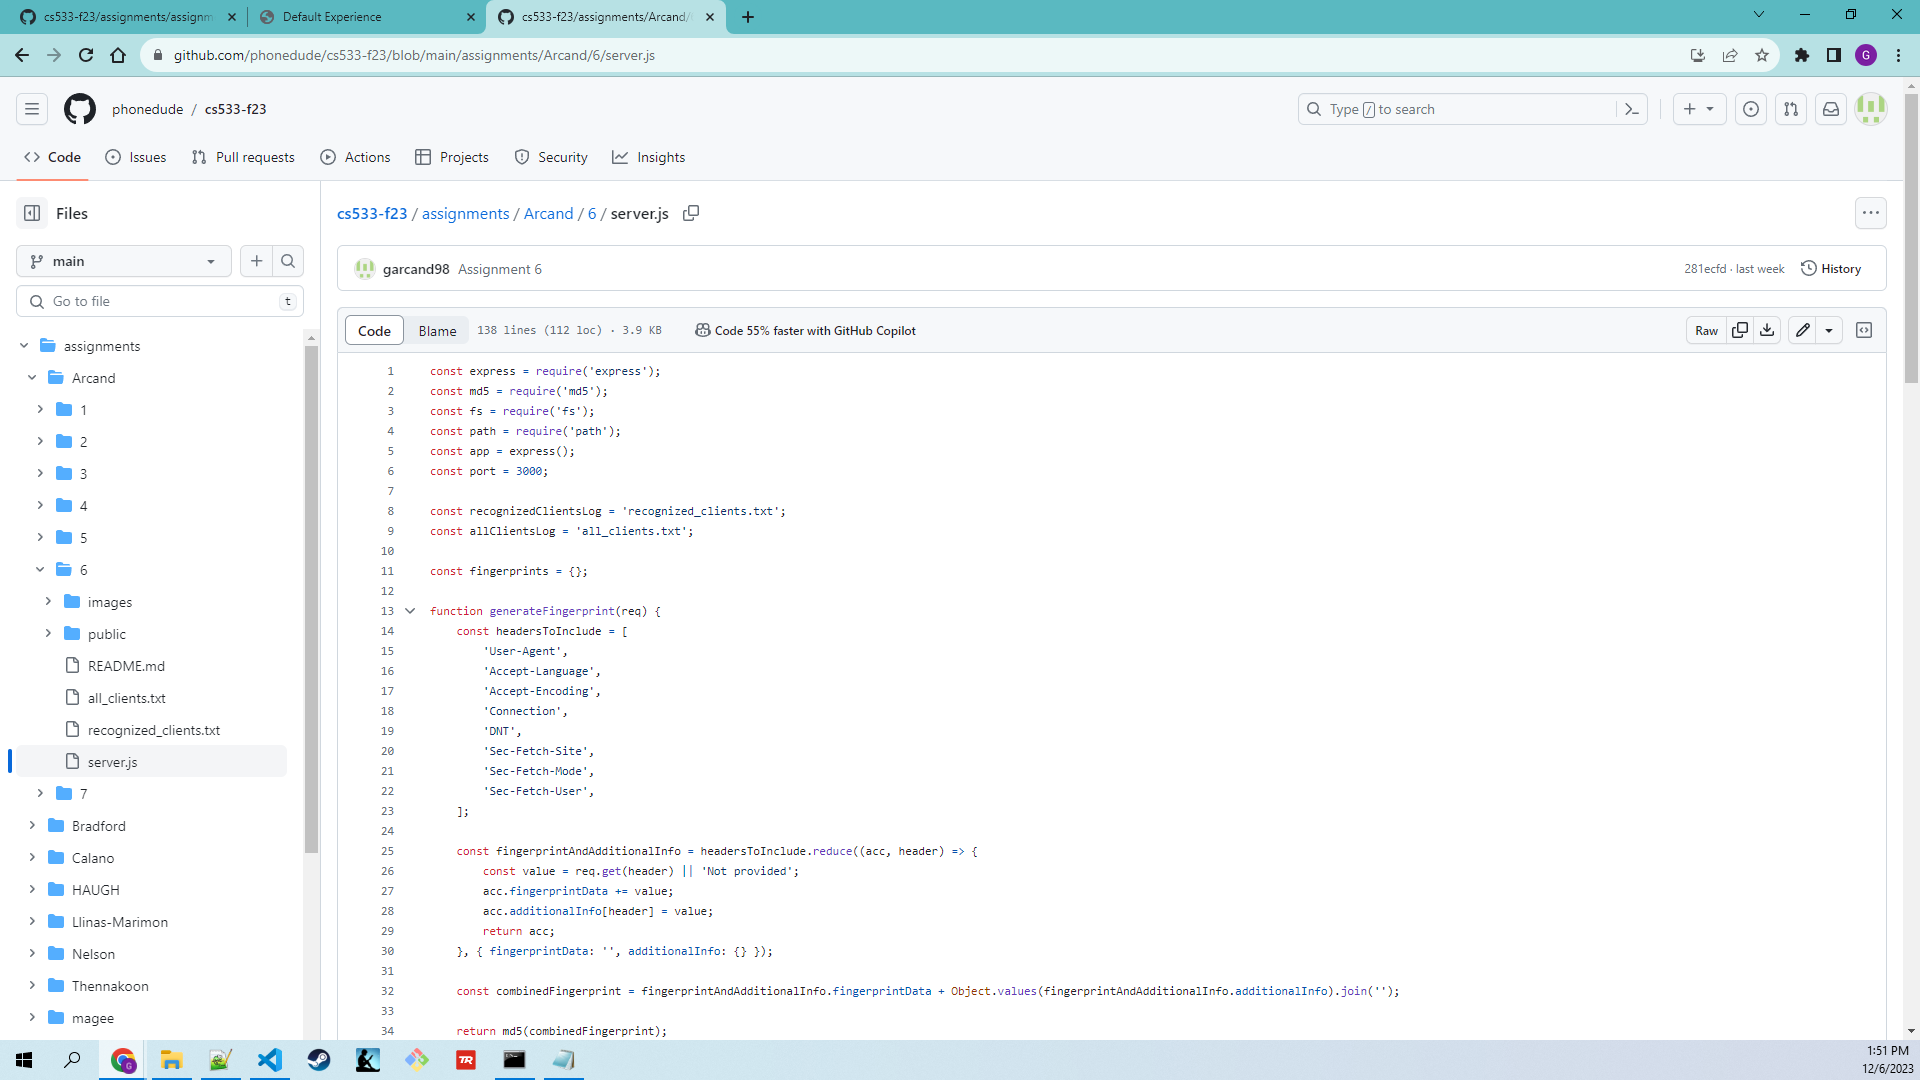 cs533-f23/assignments/assignm
Default Experience
cs533-f23/assignments/Arcand/
github.com/phonedude/cs533-f23/blob/main/assignments/Arcand/6/server.js
G
phonedude / cs533-f23
Type / to search
Code
Issues
Pull requests
Actions
Projects
Security
Insights
Files
main
Go to file
t
assignments
Arcand
1
2
3
4
5
6
images
public
README.md
all_clients.txt
recognized_clients.txt
server.js
7
Bradford
Calano
HAUGH
Llinas-Marimon
Nelson
Thennakoon
magee
cs533-f23 / assignments / Arcand / 6 / server.js
garcand98 Assignment 6
281ecfd · last week
History
Code
Blame
138 lines (112 loc) · 3.9 KB
Code 55% faster with GitHub Copilot
Raw
1 const express = require('express');
2 const md5 = require('md5');
3 const fs = require('fs');
4 const path = require('path');
5 const app = express();
6 const port = 3000;
7
8 const recognizedClientsLog = 'recognized_clients.txt';
9 const allClientsLog = 'all_clients.txt';
10
11 const fingerprints = {};
12
13 function generateFingerprint(req) {
14 const headersToInclude = [
15 'User-Agent',
16 'Accept-Language',
17 'Accept-Encoding',
18 'Connection',
19 'DNT',
20 'Sec-Fetch-Site',
21 'Sec-Fetch-Mode',
22 'Sec-Fetch-User',
23 ];
24
25 const fingerprintAndAdditionalInfo = headersToInclude.reduce((acc, header) => {
26 const value = req.get(header) || 'Not provided';
27 acc.fingerprintData += value;
28 acc.additionalInfo[header] = value;
29 return acc;
30 }, { fingerprintData: '', additionalInfo: {} });
31
32 const combinedFingerprint = fingerprintAndAdditionalInfo.fingerprintData + Object.values(fingerprintAndAdditionalInfo.additionalInfo).join('');
33
34 return md5(combinedFingerprint);
G
TR
1:51 PM
12/6/2023